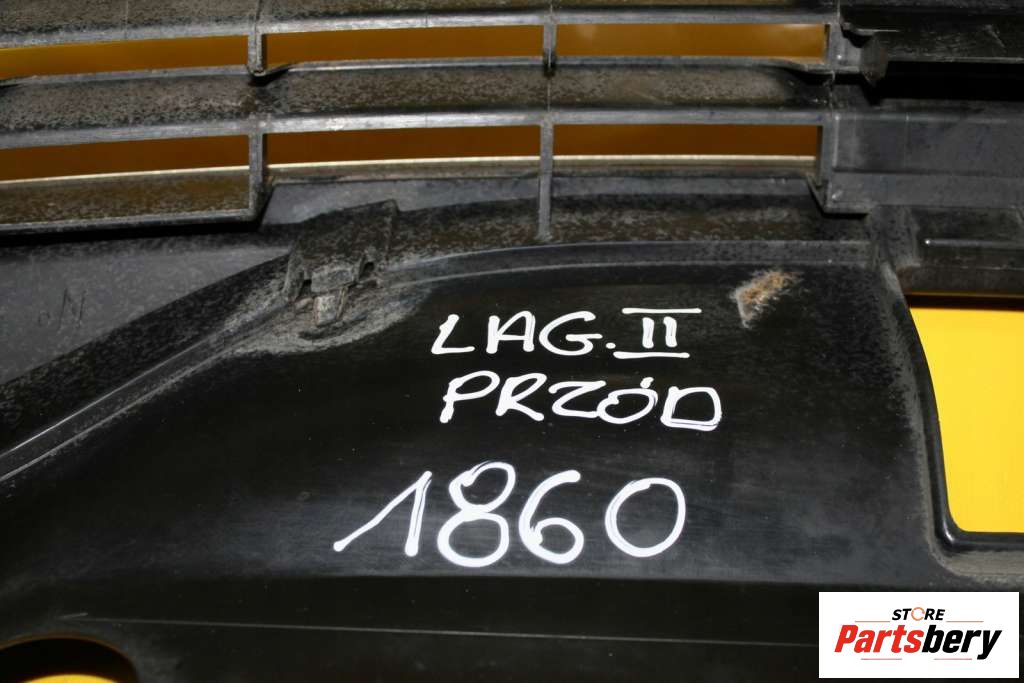 LAG. II
PRZÓD
1860
STORE
Partsbery